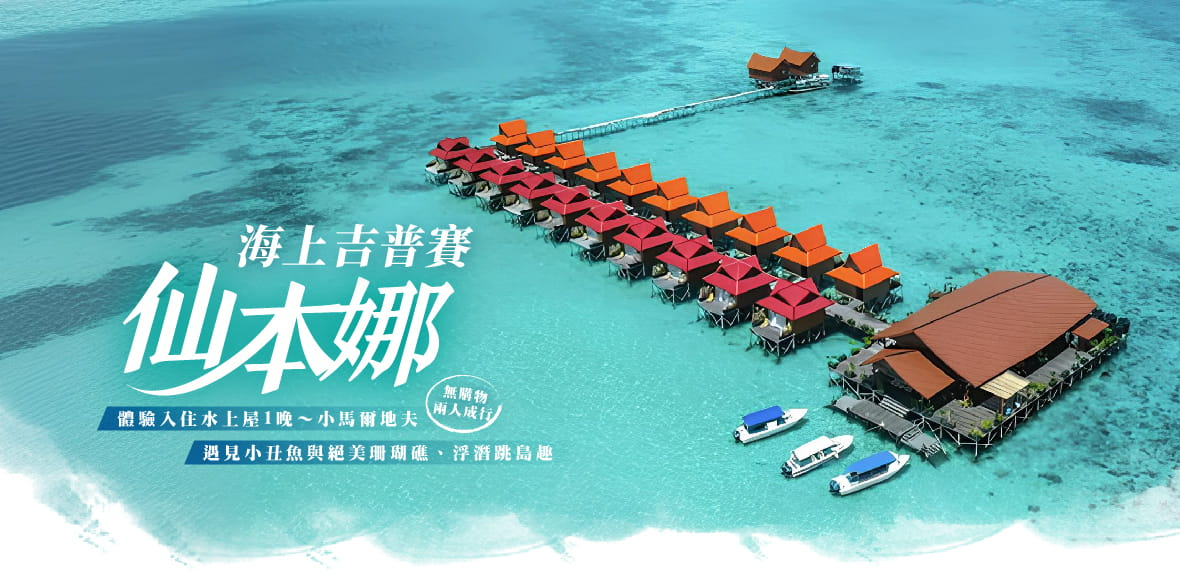 海上吉普賽
仙本娜
無購物
兩人成行
體驗入住水上屋1晚～小馬爾地夫
遇見小丑魚與絕美珊瑚礁、浮潛跳島趣